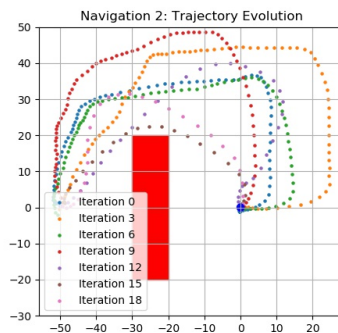 Navigation 2: Trajectory Evolution
50
40
30
20
10
0
−10
−20
−30
Iteration 0
Iteration 3
Iteration 6
Iteration 9
Iteration 12
Iteration 15
Iteration 18
−50 −40 −30 −20 −10 0 10 20